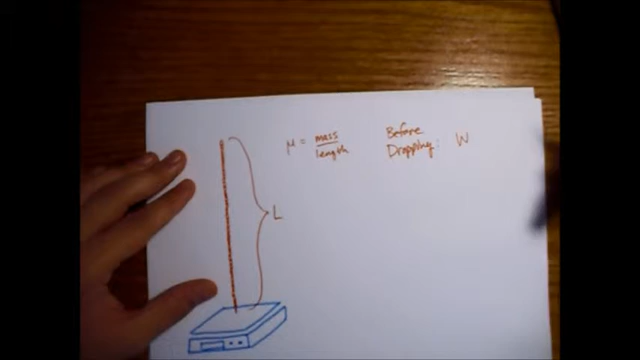 μ = mass
length
Before
Dropping: W
L